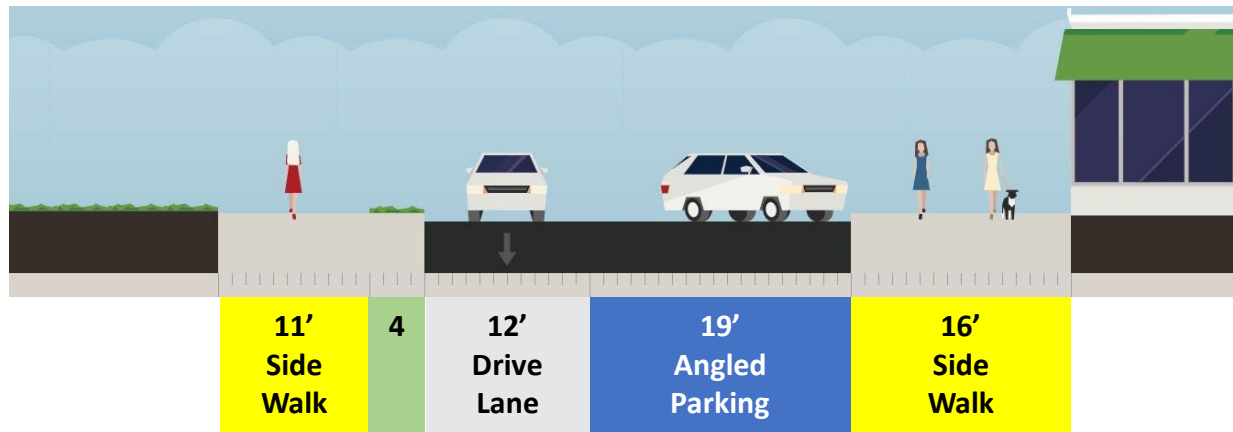 11’
Side
Walk
4
12’
Drive
Lane
19’
Angled
Parking
16’
Side
Walk